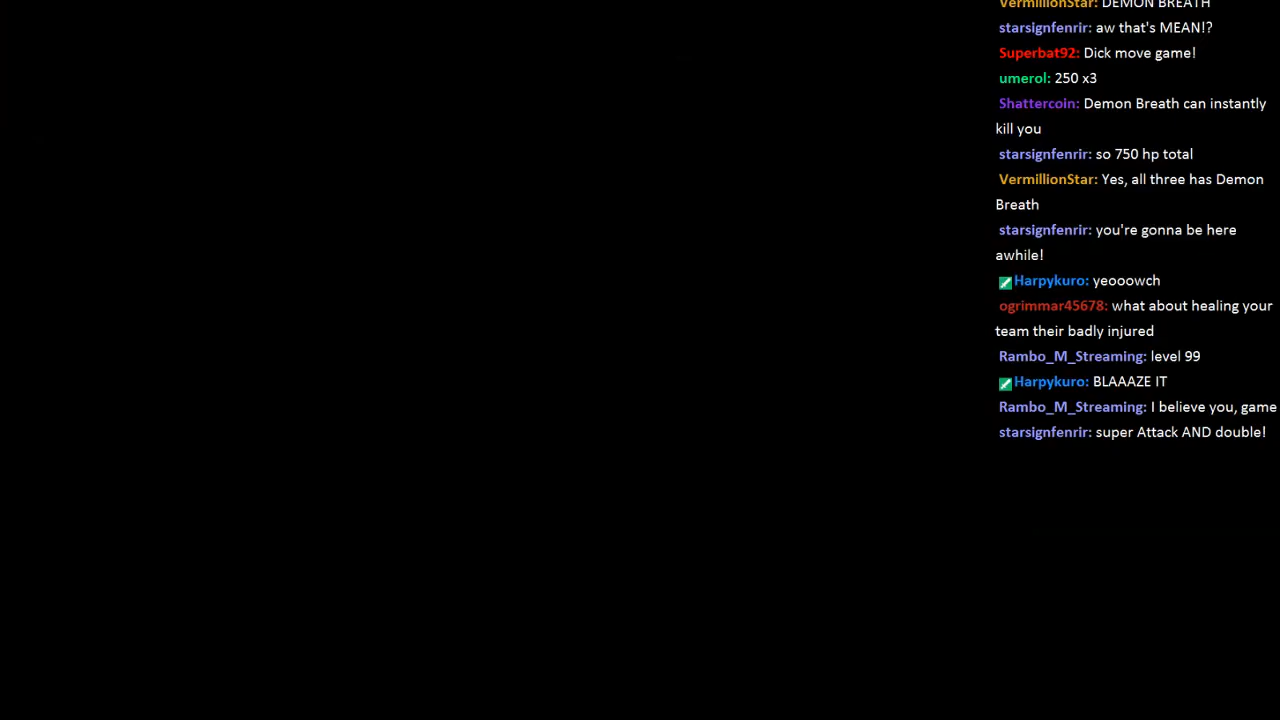 VermillionStar: DEMON BREATH
starsignfenrir: aw that's MEAN!?
Superbat92: Dick move game!
umerol: 250 x3
Shattercoin: Demon Breath can instantly
kill you
starsignfenrir: so 750 hp total
VermillionStar: Yes, all three has Demon
Breath
starsignfenrir: you're gonna be here
awhile!
Harpykuro: yeooowch
ogrimmar45678: what about healing your
team their badly injured
Rambo_M_Streaming: level 99
Harpykuro: BLAAAZE IT
Rambo_M_Streaming: I believe you, game
starsignfenrir: super Attack AND double!